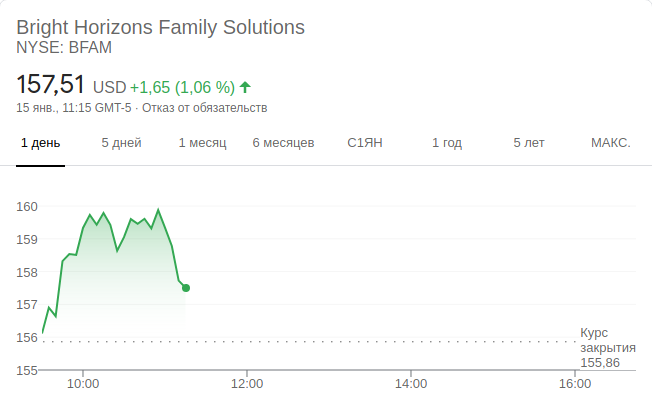 Bright Horizons Family Solutions
NYSE: BFAM
157,51 USD +1,65 (1,06 %)
15 янв., 11:15 GMT-5 · Отказ от обязательств
1 день 5 дней 1 месяц 6 месяцев С1ЯН 1 год 5 лет МАКС.
160
159
158
157
156
155
Курс
закрытия
155,86
10:00 12:00 14:00 16:00